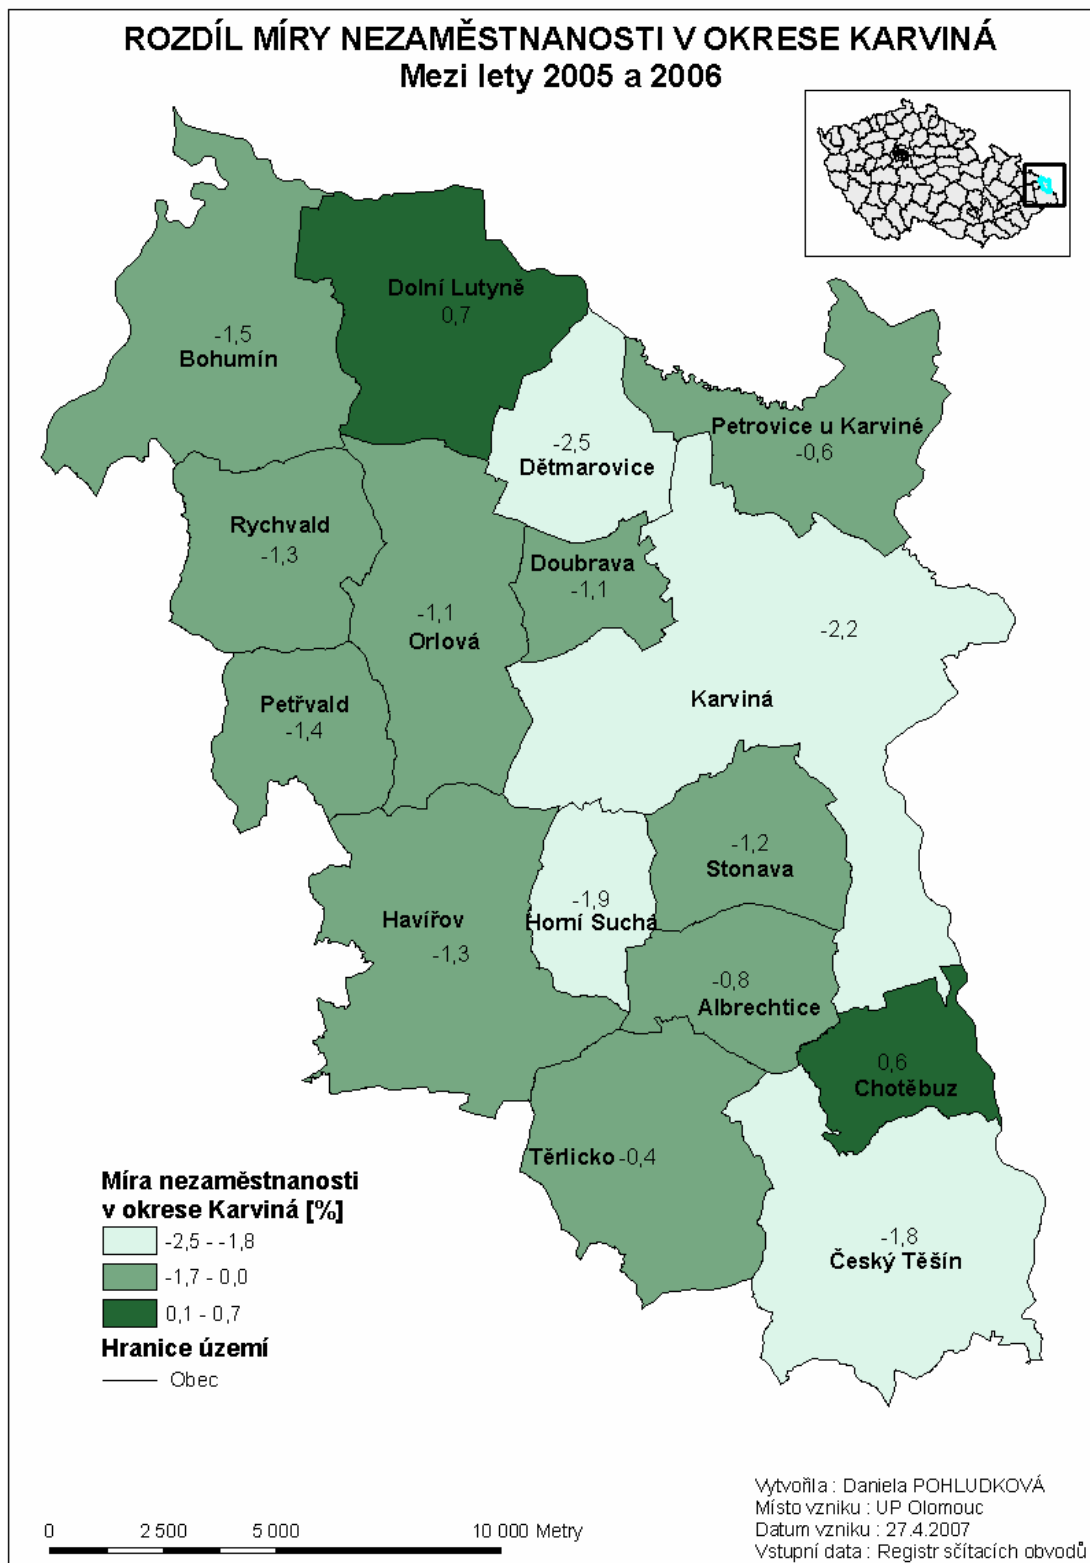 ROZDÍL MÍRY NEZAMĚSTNANOSTI V OKRESE KARVINÁ
Mezi lety 2005 a 2006
Dolní Lutyně
0,7
-1,5
Bohumín
Petrovice u Karviné
-0,6
-2,5
Dětmarovice
Rychvald
-1,3
Doubrava
-1,1
-1,1
Orlová
-2,2
Karviná
Petřvald
-1,4
-1,2
Stonava
-1,9
Horní Suchá
Havířov
-1,3
-0,8
Albrechtice
0,6
Chotěbuz
Těrlicko -0,4
-1,8
Český Těšín
Míra nezaměstnanosti
v okrese Karviná [%]
-2,5 - -1,8
-1,7 - 0,0
0,1 - 0,7
Hranice území
Obec
0 2 500 5 000 10 000 Metry
Vytvořila : Daniela POHLUDKOVÁ
Místo vzniku : UP Olomouc
Datum vzniku : 27.4.2007
Vstupní data : Registr sčítacích obvodů